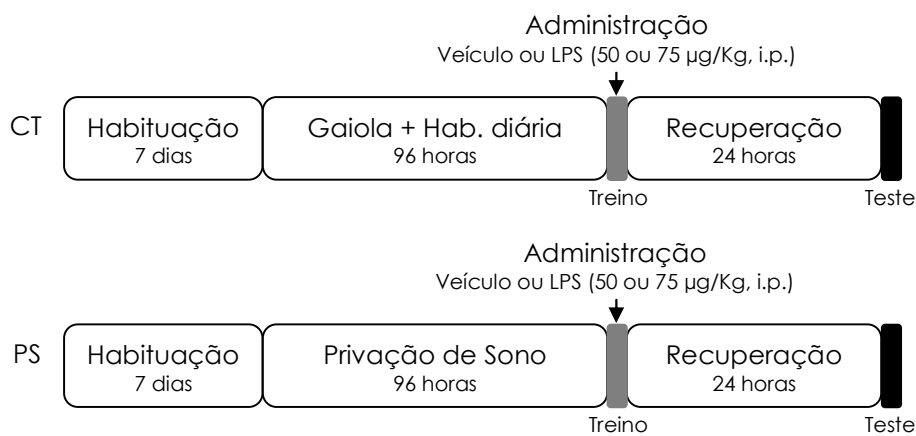 Administração
Veículo ou LPS (50 ou 75 µg/Kg, i.p.)
CT
Habituação
7 dias
Gaiola + Hab. diária
96 horas
Recuperação
24 horas
Treino
Teste
Administração
Veículo ou LPS (50 ou 75 µg/Kg, i.p.)
PS
Habituação
7 dias
Privação de Sono
96 horas
Recuperação
24 horas
Treino
Teste